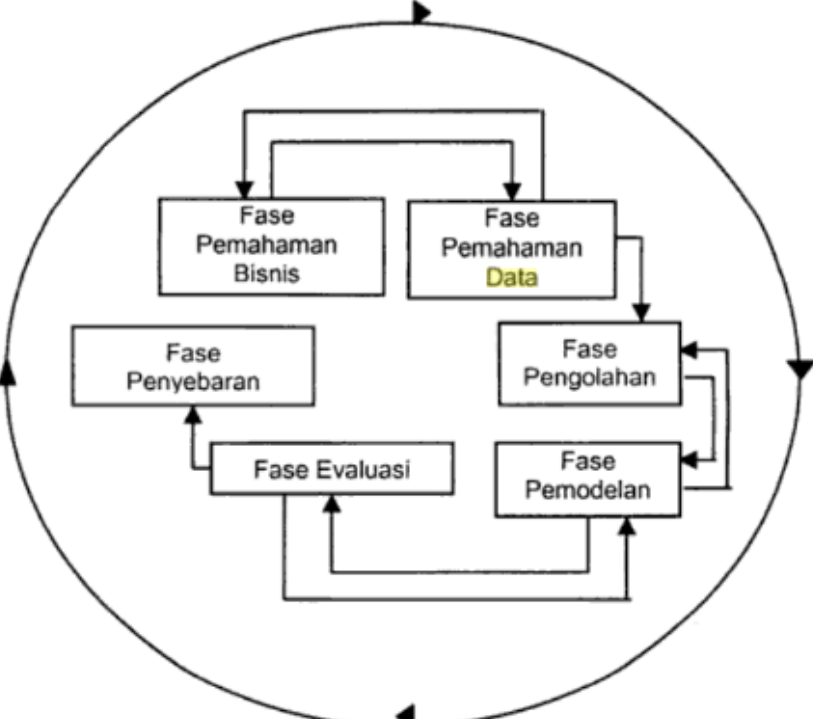 Fase
Pemahaman
Bisnis
Fase
Pemahaman
Data
Fase
Penyebaran
Fase
Pengolahan
Fase Evaluasi
Fase
Pemodelan